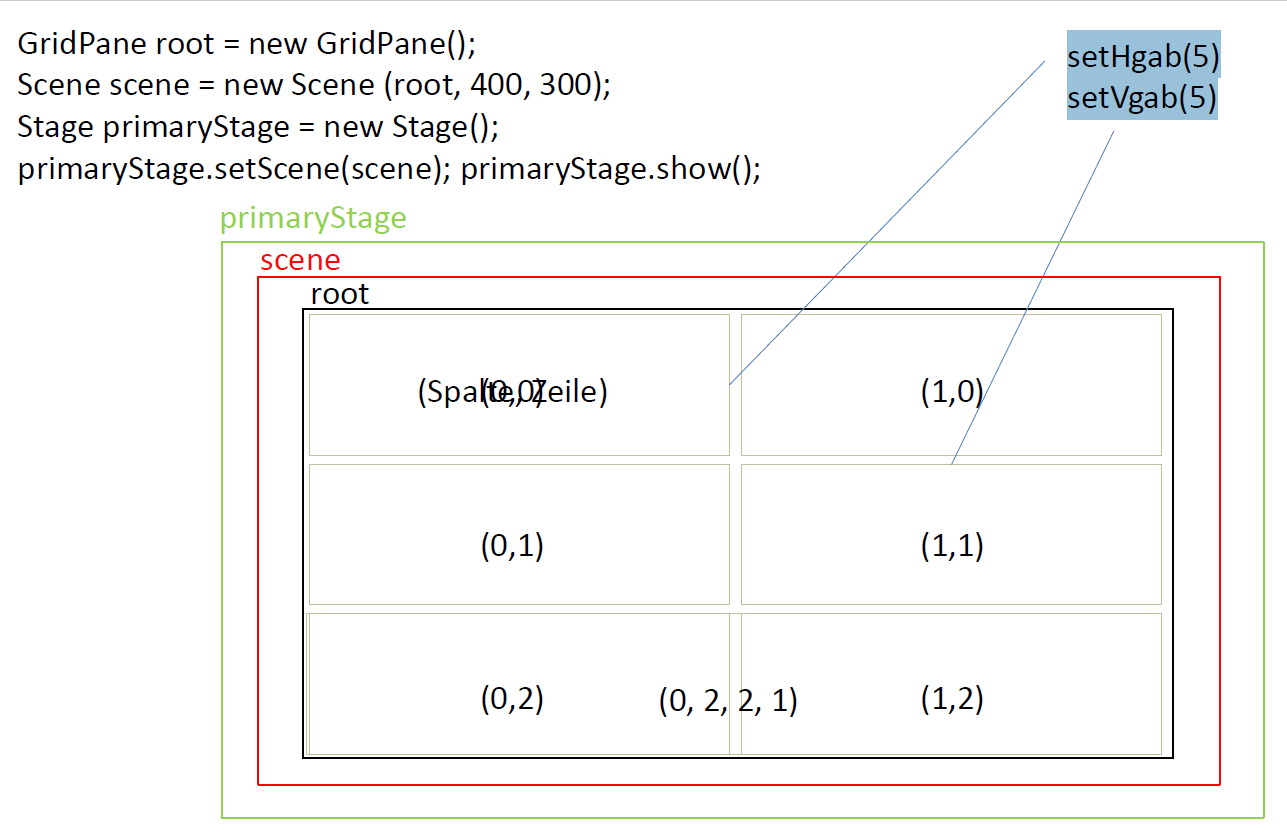 GridPane root = new GridPane();
Scene scene = new Scene (root, 400, 300);
Stage primaryStage = new Stage();
primaryStage.setScene(scene); primaryStage.show();
setHgab(5)
setVgab(5)
primaryStage
scene
root
(Spalte, Zeile)
(0,0)
(1,0)
(0,1)
(1,1)
(0,2)
(0, 2, 2, 1)
(1,2)